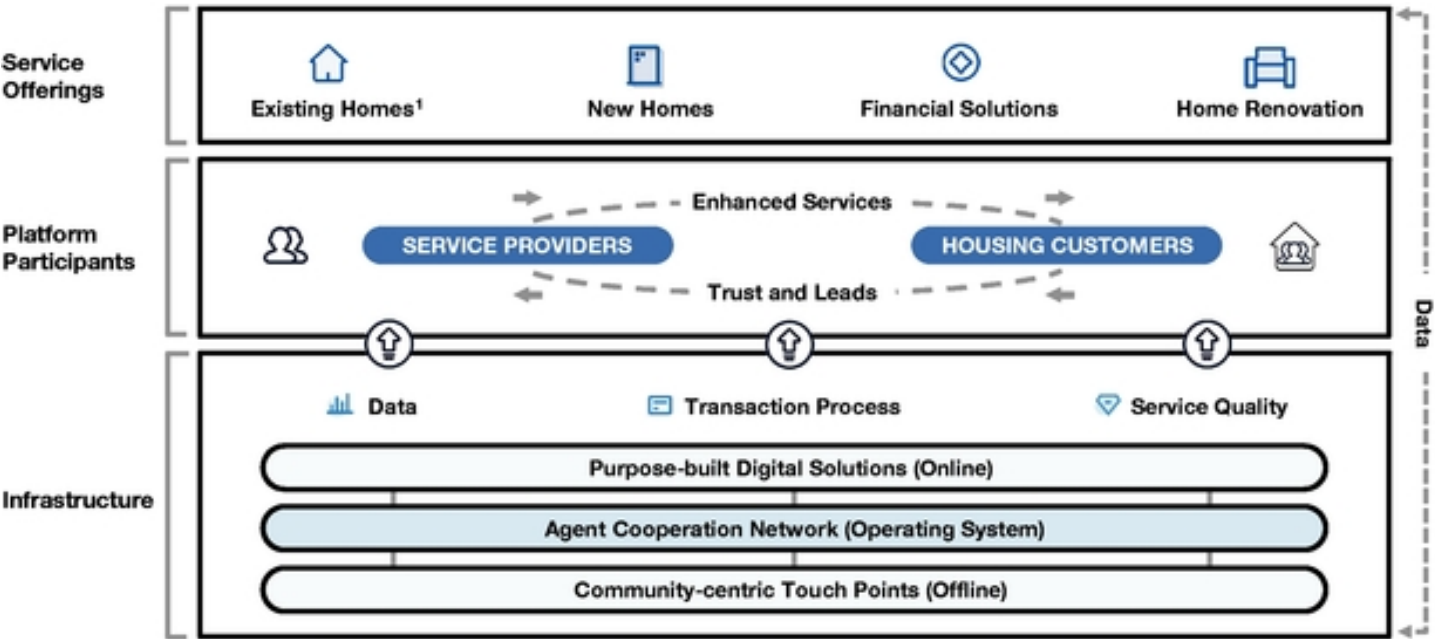 Service
Offerings
Existing Homes¹
New Homes
Financial Solutions
Home Renovation
Platform
Participants
Enhanced Services
SERVICE PROVIDERS
HOUSING CUSTOMERS
Trust and Leads
Data
Infrastructure
Data
Transaction Process
Service Quality
Purpose-built Digital Solutions (Online)
Agent Cooperation Network (Operating System)
Community-centric Touch Points (Offline)